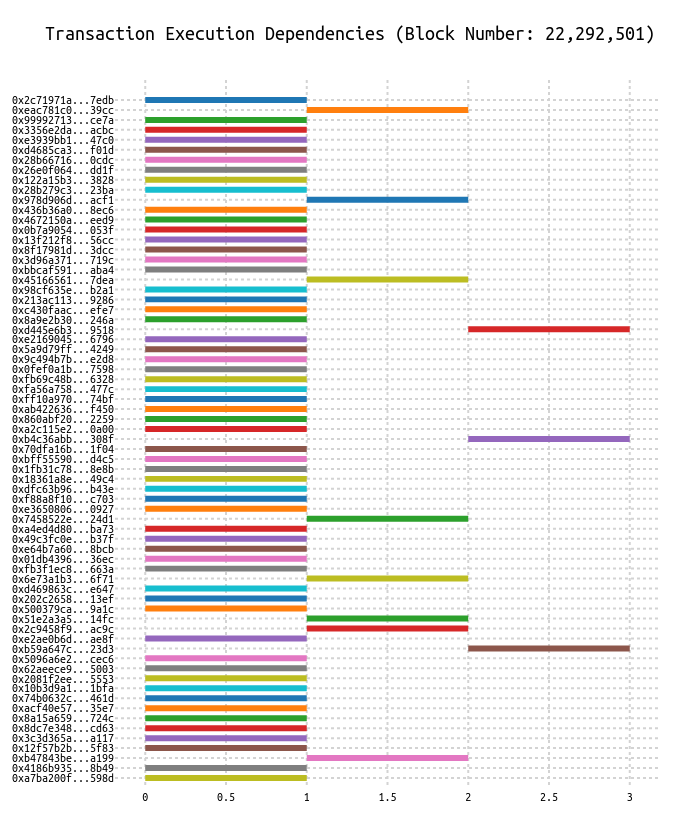 Transaction Execution Dependencies (Block Number: 22,292,501)
0x2c71971a...7edb
0xeac781c0...39cc
0x99992713...ce7a
0x3356e2da...acbc
0xe3939bb1...47c0
0xd4685ca3...f01d
0x28b66716...0cdc
0x26e0f064...dd1f
0x122a15b3...3828
0x28b279c3...23ba
0x978d906d...acf1
0x436b36a0...8ec6
0x4672150a...eed9
0x0b7a9054...053f
0x13f212f8...56cc
0x8f17981d...3dcc
0x3d96a371...719c
0xbbcaf591...aba4
0x45166561...7dea
0x98cf635e...b2a1
0x213ac113...9286
0xc430faac...efe7
0x8a9e2b30...246a
0xd445e6b3...9518
0xe2169045...6796
0x5a9d79ff...4249
0x9c494b7b...e2d8
0x0fef0a1b...7598
0xfb69c48b...6328
0xfa56a758...477c
0xff10a970...74bf
0xab422636...f450
0x860abf20...2259
0xa2c115e2...0a00
0xb4c36abb...308f
0x70dfa16b...1f04
0xbff55590...d4c5
0x1fb31c78...8e8b
0x18361a8e...49c4
0xdfc63b96...b43e
0xf88a8f10...c703
0xe3650806...0927
0x7458522e...24d1
0xa4ed4d80...ba73
0x49c3fc0e...b37f
0xe64b7a60...8bcb
0x01db4396...36ec
0xfb3f1ec8...663a
0x6e73a1b3...6f71
0xd469863c...e647
0x202c2658...13ef
0x500379ca...9a1c
0x51e2a3a5...14fc
0x2c9458f9...ac9c
0xe2ae0b6d...ae8f
0xb59a647c...23d3
0x5096a6e2...cec6
0x62aeece9...5003
0x2081f2ee...5553
0x10b3d9a1...1bfa
0x74b0632c...461d
0xacf40e57...35e7
0x8a15a659...724c
0x8dc7e348...cd63
0x3c3d365a...a117
0x12f57b2b...5f83
0xb47843be...a199
0x4186b935...8b49
0xa7ba200f...598d
0 0.5 1 1.5 2 2.5 3